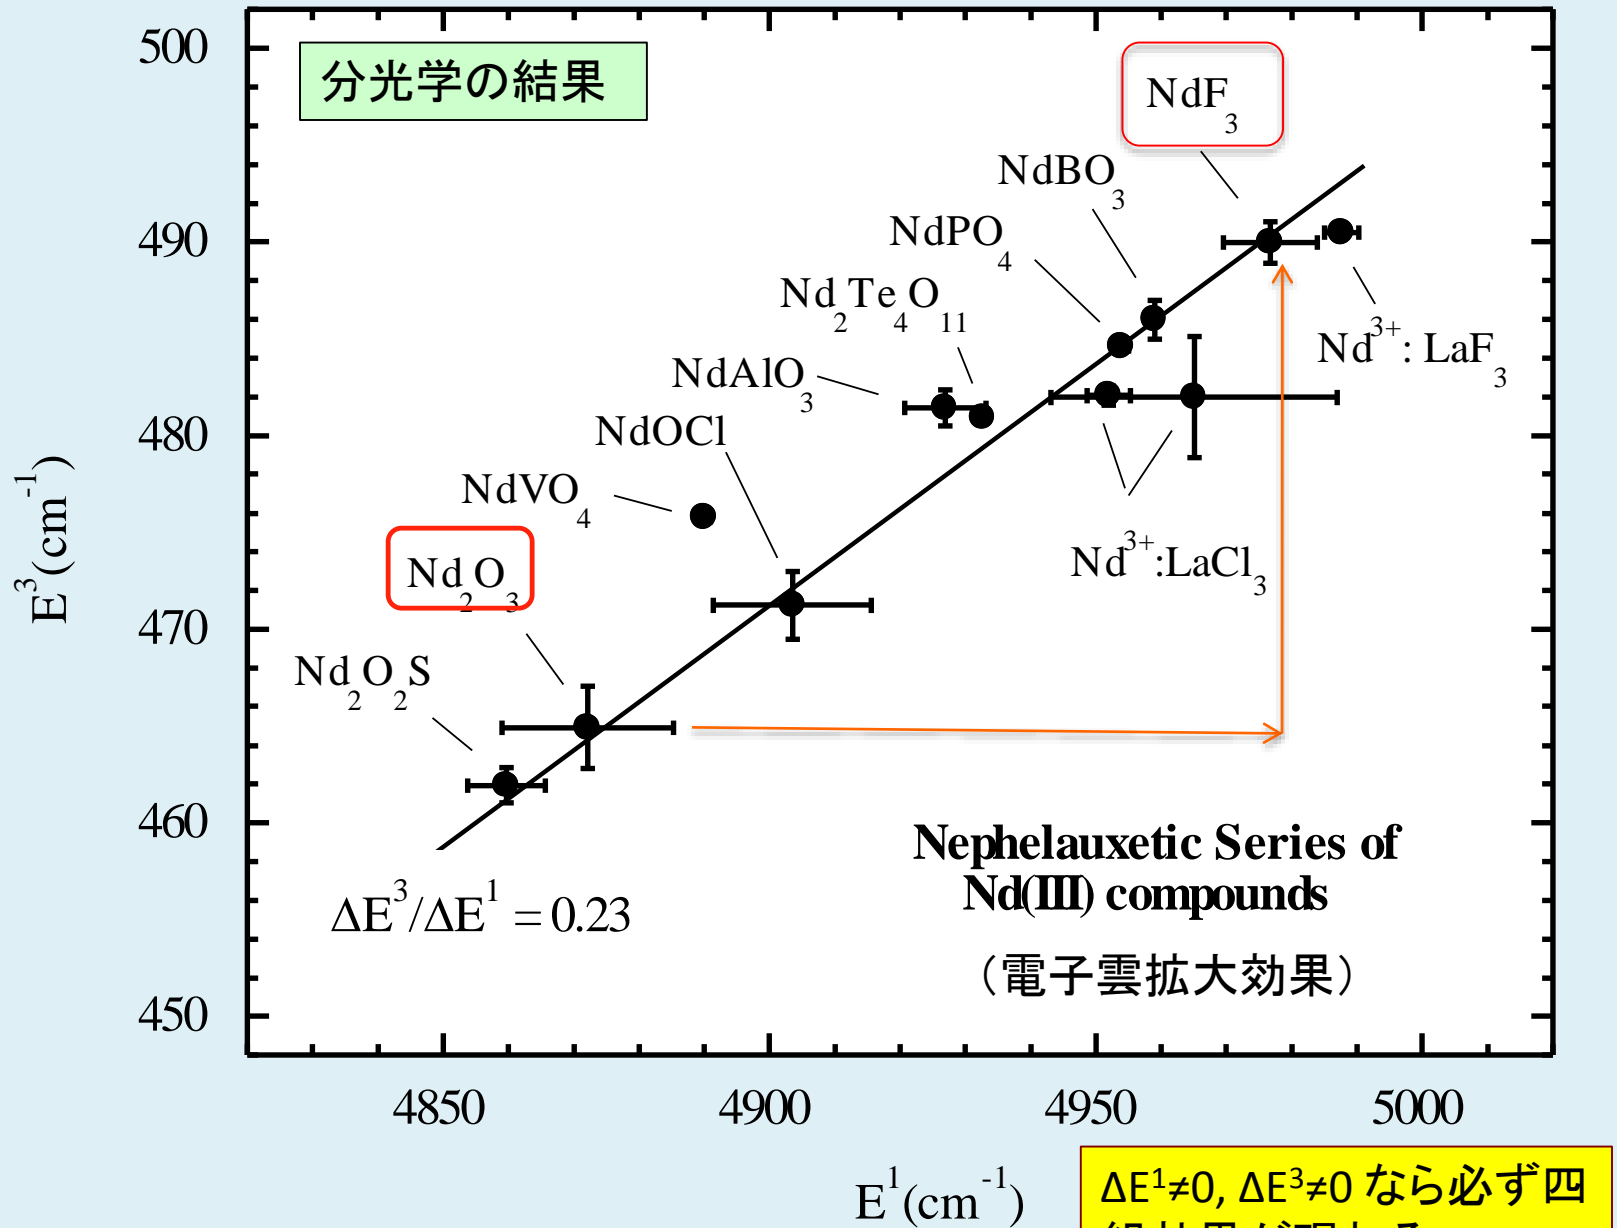 500
490
480
470
460
450
E³(cm⁻¹)
分光学の結果
NdF₃
NdBO₃
NdPO₄
Nd₂Te₄O₁₁
NdAlO₃
NdOCl
NdVO₄
Nd₂O₃
Nd₂O₂S
Nd³⁺: LaF₃
Nd³⁺:LaCl₃
ΔE³/ΔE¹ = 0.23
Nephelauxetic Series of
Nd(III) compounds
（電子雲拡大効果）
4850 4900 4950 5000
E¹(cm⁻¹)
ΔE¹≠0, ΔE³≠0 なら必ず四